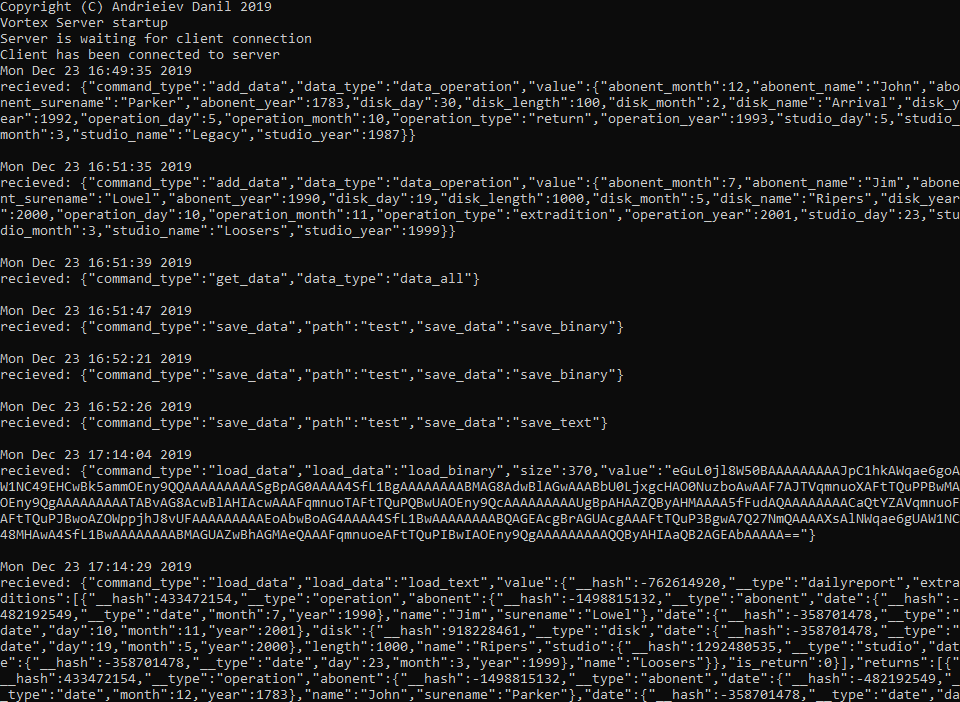 Copyright (C) Andrieiev Danil 2019
Vortex Server startup
Server is waiting for client connection
Client has been connected to server
Mon Dec 23 16:49:35 2019
recieved: {"command_type":"add_data","data_type":"data_operation","value":{"abonent_month":12,"abonent_name":"John","abo
nent_surename":"Parker","abonent_year":1783,"disk_day":30,"disk_length":100,"disk_month":2,"disk_name":"Arrival","disk_y
ear":1992,"operation_day":5,"operation_month":10,"operation_type":"return","operation_year":1993,"studio_day":5,"studio_
month":3,"studio_name":"Legacy","studio_year":1987}}
Mon Dec 23 16:51:35 2019
recieved: {"command_type":"add_data","data_type":"data_operation","value":{"abonent_month":7,"abonent_name":"Jim","abone
nt_surename":"Lowel","abonent_year":1990,"disk_day":19,"disk_length":1000,"disk_month":5,"disk_name":"Ripers","disk_year
":2000,"operation_day":10,"operation_month":11,"operation_type":"extradition","operation_year":2001,"studio_day":23,"stu
dio_month":3,"studio_name":"Loosers","studio_year":1999}}
Mon Dec 23 16:51:39 2019
recieved: {"command_type":"get_data","data_type":"data_all"}
Mon Dec 23 16:51:47 2019
recieved: {"command_type":"save_data","path":"test","save_data":"save_binary"}
Mon Dec 23 16:52:21 2019
recieved: {"command_type":"save_data","path":"test","save_data":"save_binary"}
Mon Dec 23 16:52:26 2019
recieved: {"command_type":"save_data","path":"test","save_data":"save_text"}
Mon Dec 23 17:14:04 2019
recieved: {"command_type":"load_data","load_data":"load_binary","size":370,"value":"eGuL0jl8W50BAAAAAAAAAJpC1hkAWqae6goA
W1NC49EHCwBk5ammOEny9QQAAAAAAAAASgBpAG0AAAA4SfL1BgAAAAAAAABMAG8AdwBlAGwAAABbU0LjxgcHAO0NuzboAwAAF7AJTVqmnuoXAFtTQuPPBwMA
OEny9QgAAAAAAAAATABvAG8AcwBlAHIAcwAAAFqmnuoTAFtTQuPQBwUAOEny9QcAAAAAAAAAUgBpAHAAZQByAHMAAAA5fFudAQAAAAAAAACaQtYZAVqmnuoF
AFtTQuPJBwoAZOWppjhJ8vUFAAAAAAAAAEoAbwBoAG4AAAA4SfL1BwAAAAAAAABQAGEAcgBrAGUAcgAAAFtTQuP3BgwA7Q27NmQAAAAXsAlNWqae6gUAW1NC
48MHAwA4SfL1BwAAAAAAAABMAGUAZwBhAGMAeQAAAFqmnuoeAFtTQuPIBwIAOEny9QgAAAAAAAAAQQByAHIAaQB2AGEAbAAAAA=="}
Mon Dec 23 17:14:29 2019
recieved: {"command_type":"load_data","load_data":"load_text","value":{"__hash":-762614920,"__type":"dailyreport","extra
ditions":[{"__hash":433472154,"__type":"operation","abonent":{"__hash":-1498815132,"__type":"abonent","date":{"__hash":-
482192549,"__type":"date","month":7,"year":1990},"name":"Jim","surename":"Lowel"},"date":{"__hash":-358701478,"__type":"
date","day":10,"month":11,"year":2001},"disk":{"__hash":918228461,"__type":"disk","date":{"__hash":-358701478,"__type":"
date","day":19,"month":5,"year":2000},"length":1000,"name":"Ripers","studio":{"__hash":1292480535,"__type":"studio","dat
e":{"__hash":-358701478,"__type":"date","day":23,"month":3,"year":1999},"name":"Loosers"}},"is_return":0}],"returns":[{"
__hash":433472154,"__type":"operation","abonent":{"__hash":-1498815132,"__type":"abonent","date":{"__hash":-482192549,"_
_type":"date","month":12,"year":1783},"name":"John","surename":"Parker"},"date":{"__hash":-358701478,"__type":"date","da